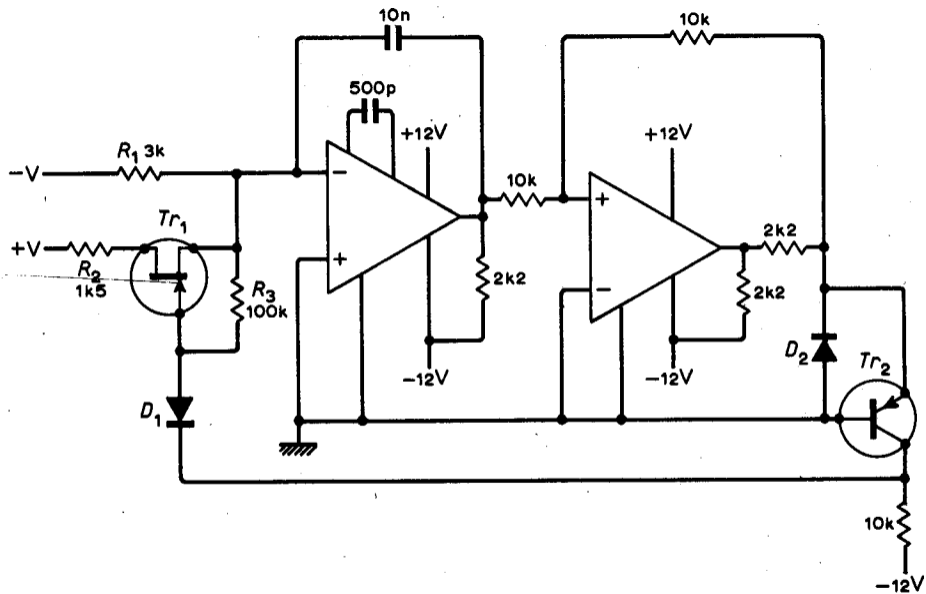 10n
10k
500p
+12V
+12V
R1 3k
−V
−
10k
+
Tr1
+V
2k2
R2
1k5
+
R3
100k
2k2
−
2k2
−12V
−12V
D2
Tr2
D1
10k
−12V